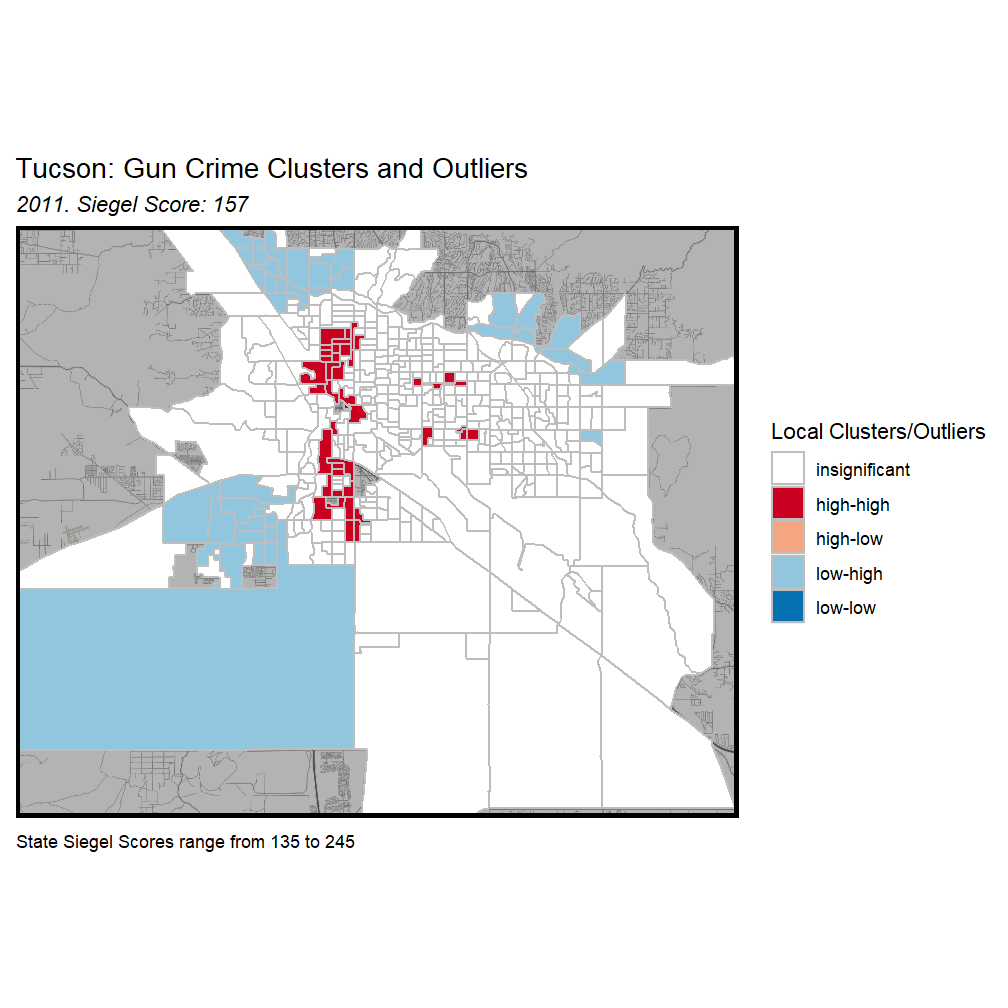 Tucson: Gun Crime Clusters and Outliers
2011. Siegel Score: 157
Local Clusters/Outliers
insignificant
high-high
high-low
low-high
low-low
State Siegel Scores range from 135 to 245